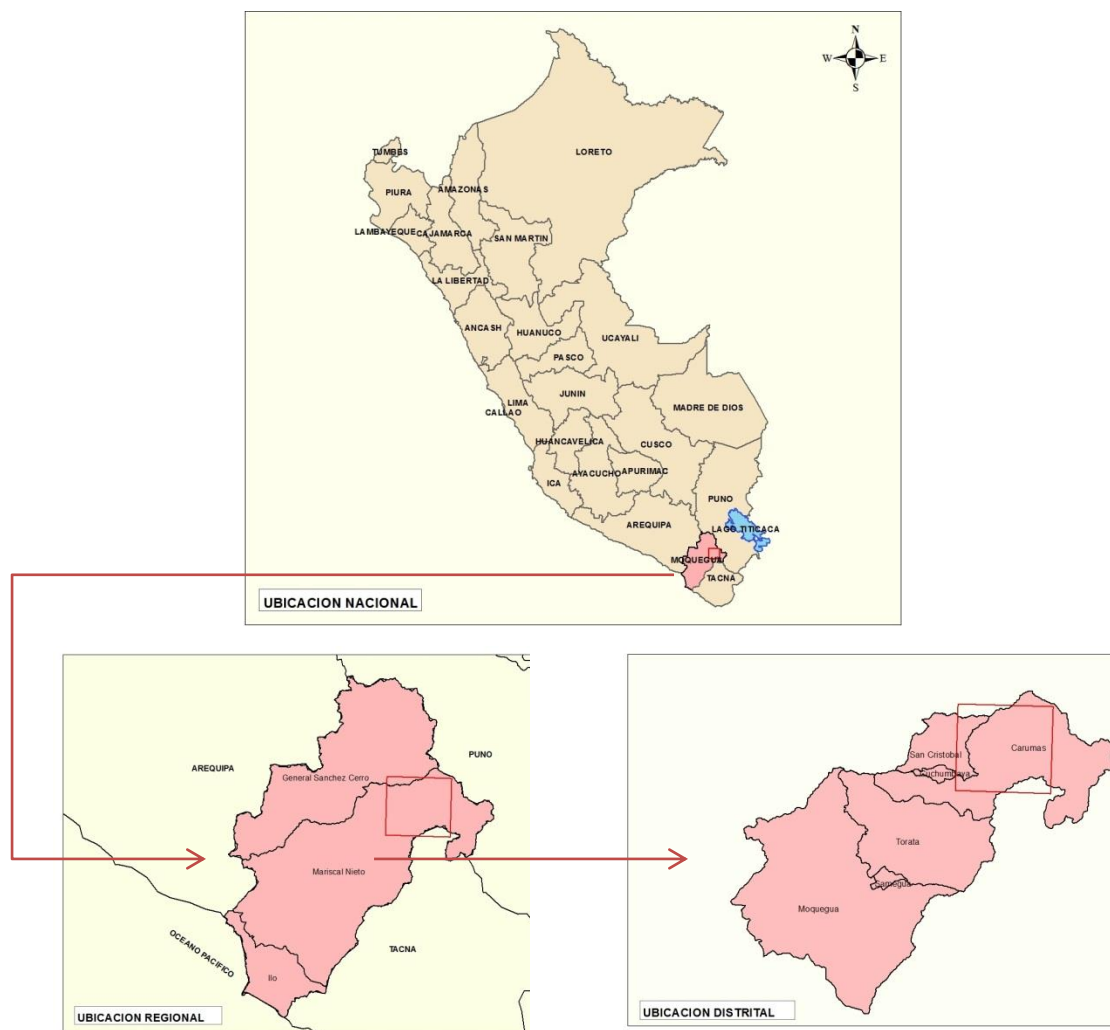 N
W E
S
LORETO
TUMBES
AMAZONAS
PIURA
LAMBAYEQUE
CAJAMARCA
SAN MARTIN
LA LIBERTAD
ANCASH
HUANUCO
UCAYALI
PASCO
LIMA
JUNIN
CALLAO
MADRE DE DIOS
HUANCAVELICA
CUSCO
AYACUCHO
APURIMAC
ICA
PUNO
AREQUIPA
LAGO TITICACA
MOQUEGUA
TACNA
UBICACION NACIONAL
AREQUIPA
PUNO
General Sanchez Cerro
Mariscal Nieto
OCEANO PACIFICO
TACNA
Ilo
UBICACION REGIONAL
San Cristobal
Carumas
Cuchumbaya
Torata
Samegua
Moquegua
UBICACION DISTRITAL